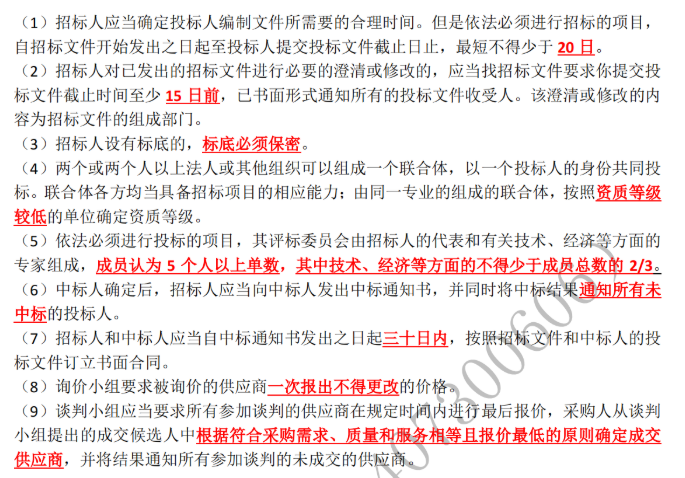 （1）招标人应当确定投标人编制文件所需要的合理时间。但是依法必须进行招标的项目，
自招标文件开始发出之日起至投标人提交投标文件截止日止，最短不得少于 20 日。
（2）招标人对已发出的招标文件进行必要的澄清或修改的，应当找招标文件要求你提交投
标文件截止时间至少 15 日前，已书面形式通知所有的投标文件收受人。该澄清或修改的内
容为招标文件的组成部门。
（3）招标人设有标底的，标底必须保密。
（4）两个或两个人以上法人或其他组织可以组成一个联合体，以一个投标人的身份共同投
标。联合体各方均当具备招标项目的相应能力；由同一专业的组成的联合体，按照资质等级
较低的单位确定资质等级。
（5）依法必须进行投标的项目，其评标委员会由招标人的代表和有关技术、经济等方面的
专家组成，成员认为 5 个人以上单数，其中技术、经济等方面的不得少于成员总数的 2/3。
（6）中标人确定后，招标人应当向中标人发出中标通知书，并同时将中标结果通知所有未
中标的投标人。
（7）招标人和中标人应当自中标通知书发出之日起三十日内，按照招标文件和中标人的投
标文件订立书面合同。
（8）询价小组要求被询价的供应商一次报出不得更改的价格。
（9）谈判小组应当要求所有参加谈判的供应商在规定时间内进行最后报价，采购人从谈判
小组提出的成交候选人中根据符合采购需求、质量和服务相等且报价最低的原则确定成交
供应商，并将结果通知所有参加谈判的未成交的供应商。